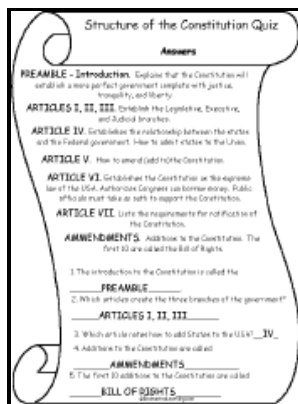 Structure of the Constitution Quiz
Answers
PREAMBLE - Introduction. Explains that the Constitution will
establish a more perfect government complete with justice,
tranquility, and liberty.
ARTICLES I, II, III. Establish the Legislative, Executive,
and Judicial branches.
ARTICLE IV. Establishes the relationship between the states
and the Federal government. How to admit states to the Union.
ARTICLE V. How to amend (add to) the Constitution.
ARTICLE VI. Establishes the Constitution as the supreme
law of the USA. Authorizes Congress can borrow money. Public
officials must take an oath to support the Constitution.
ARTICLE VII. Lists the requirements for ratification of
the Constitution.
AMMENDMENTS. Additions to the Constitution. The
first 10 are called the Bill of Rights.
1. The introduction to the Constitution is called the
PREAMBLE
2. Which articles create the three branches of the government?
ARTICLES I, II, III
3. Which article notes how to add States to the USA? __IV_
4. Additions to the Constitution are called
AMMENDMENTS
5. The first 10 additions to the Constitution are called
BILL OF RIGHTS